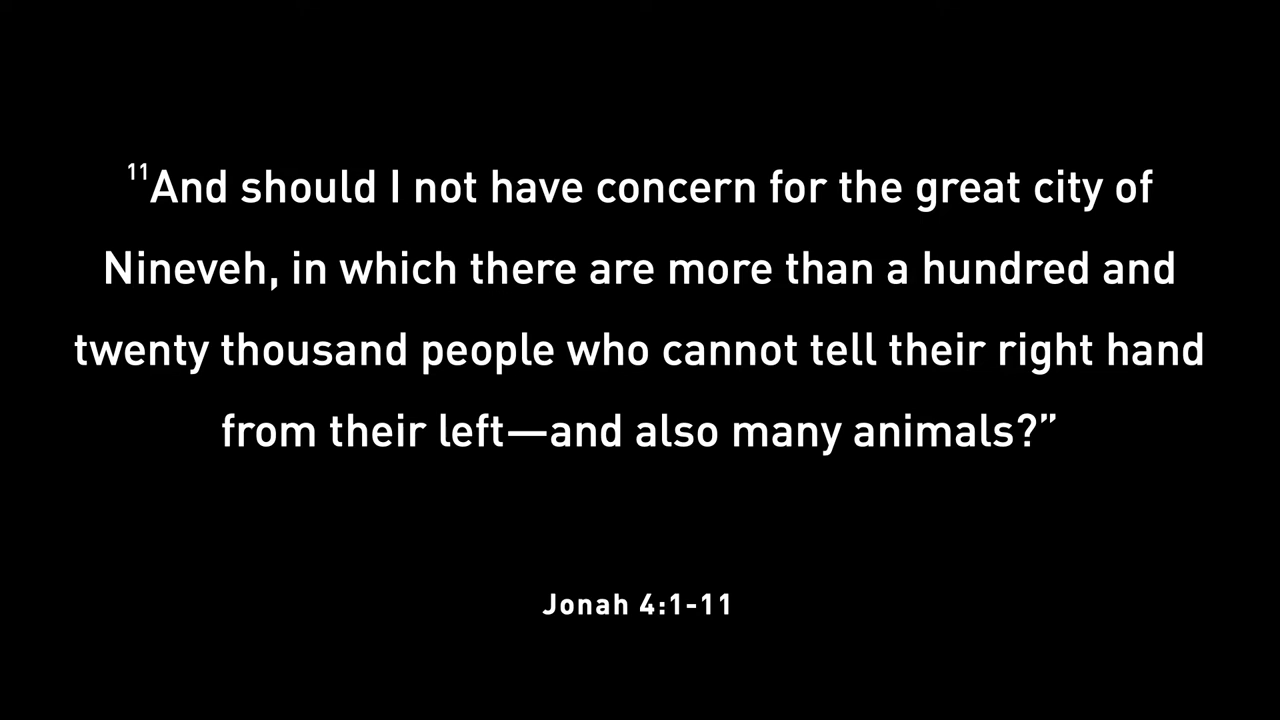 ¹¹And should I not have concern for the great city of
Nineveh, in which there are more than a hundred and
twenty thousand people who cannot tell their right hand
from their left—and also many animals?”
Jonah 4:1-11